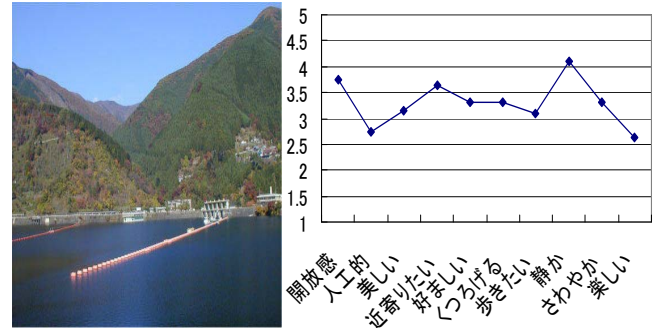 5
4.5
4
3.5
3
2.5
2
1.5
1
開放感
人工的
美しい
近寄りたい
好ましい
くつろげる
歩きたい
静か
さわやか
楽しい